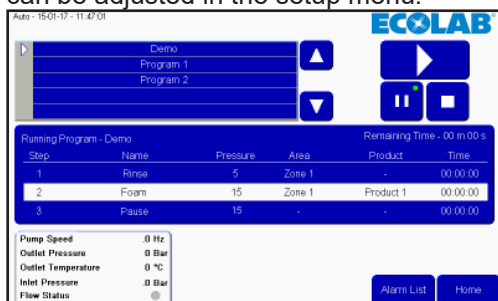 can be adjusted in the setup menu.
Auto - 15-01-17 - 11:47:01
ECOLAB
Demo
Program 1
Program 2
Running Program - Demo
Remaining Time - 00 m 00 s
Step Name Pressure Area Product Time
1 Rinse 5 Zone 1 - 00:00:00
2 Foam 15 Zone 1 Product 1 00:00:00
3 Pause 15 - - 00:00:00
Pump Speed .0 Hz
Outlet Pressure 0 Bar
Outlet Temperature 0 °C
Inlet Pressure .0 Bar
Flow Status
Alarm List
Home